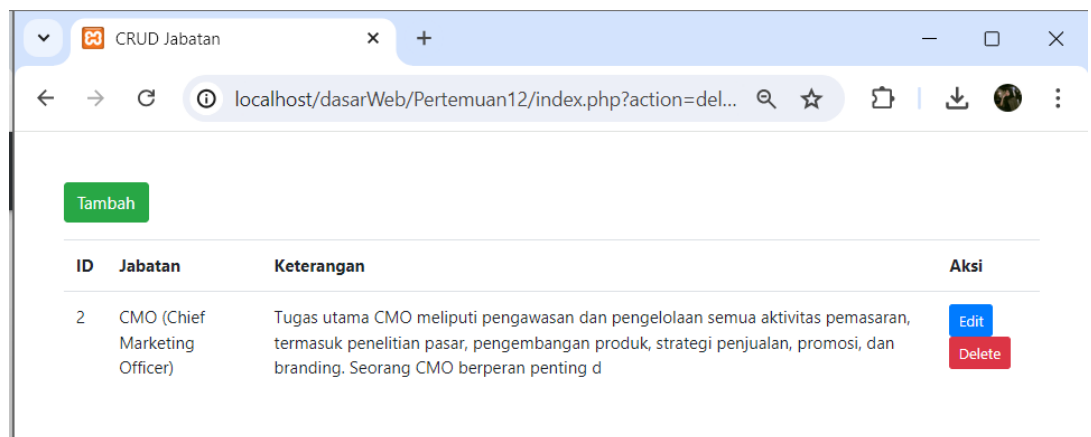 CRUD Jabatan
localhost/dasarWeb/Pertemuan12/index.php?action=del...
Tambah
ID Jabatan Keterangan Aksi
2 CMO (Chief Marketing Officer) Tugas utama CMO meliputi pengawasan dan pengelolaan semua aktivitas pemasaran,
termasuk penelitian pasar, pengembangan produk, strategi penjualan, promosi, dan
branding. Seorang CMO berperan penting d
Edit
Delete